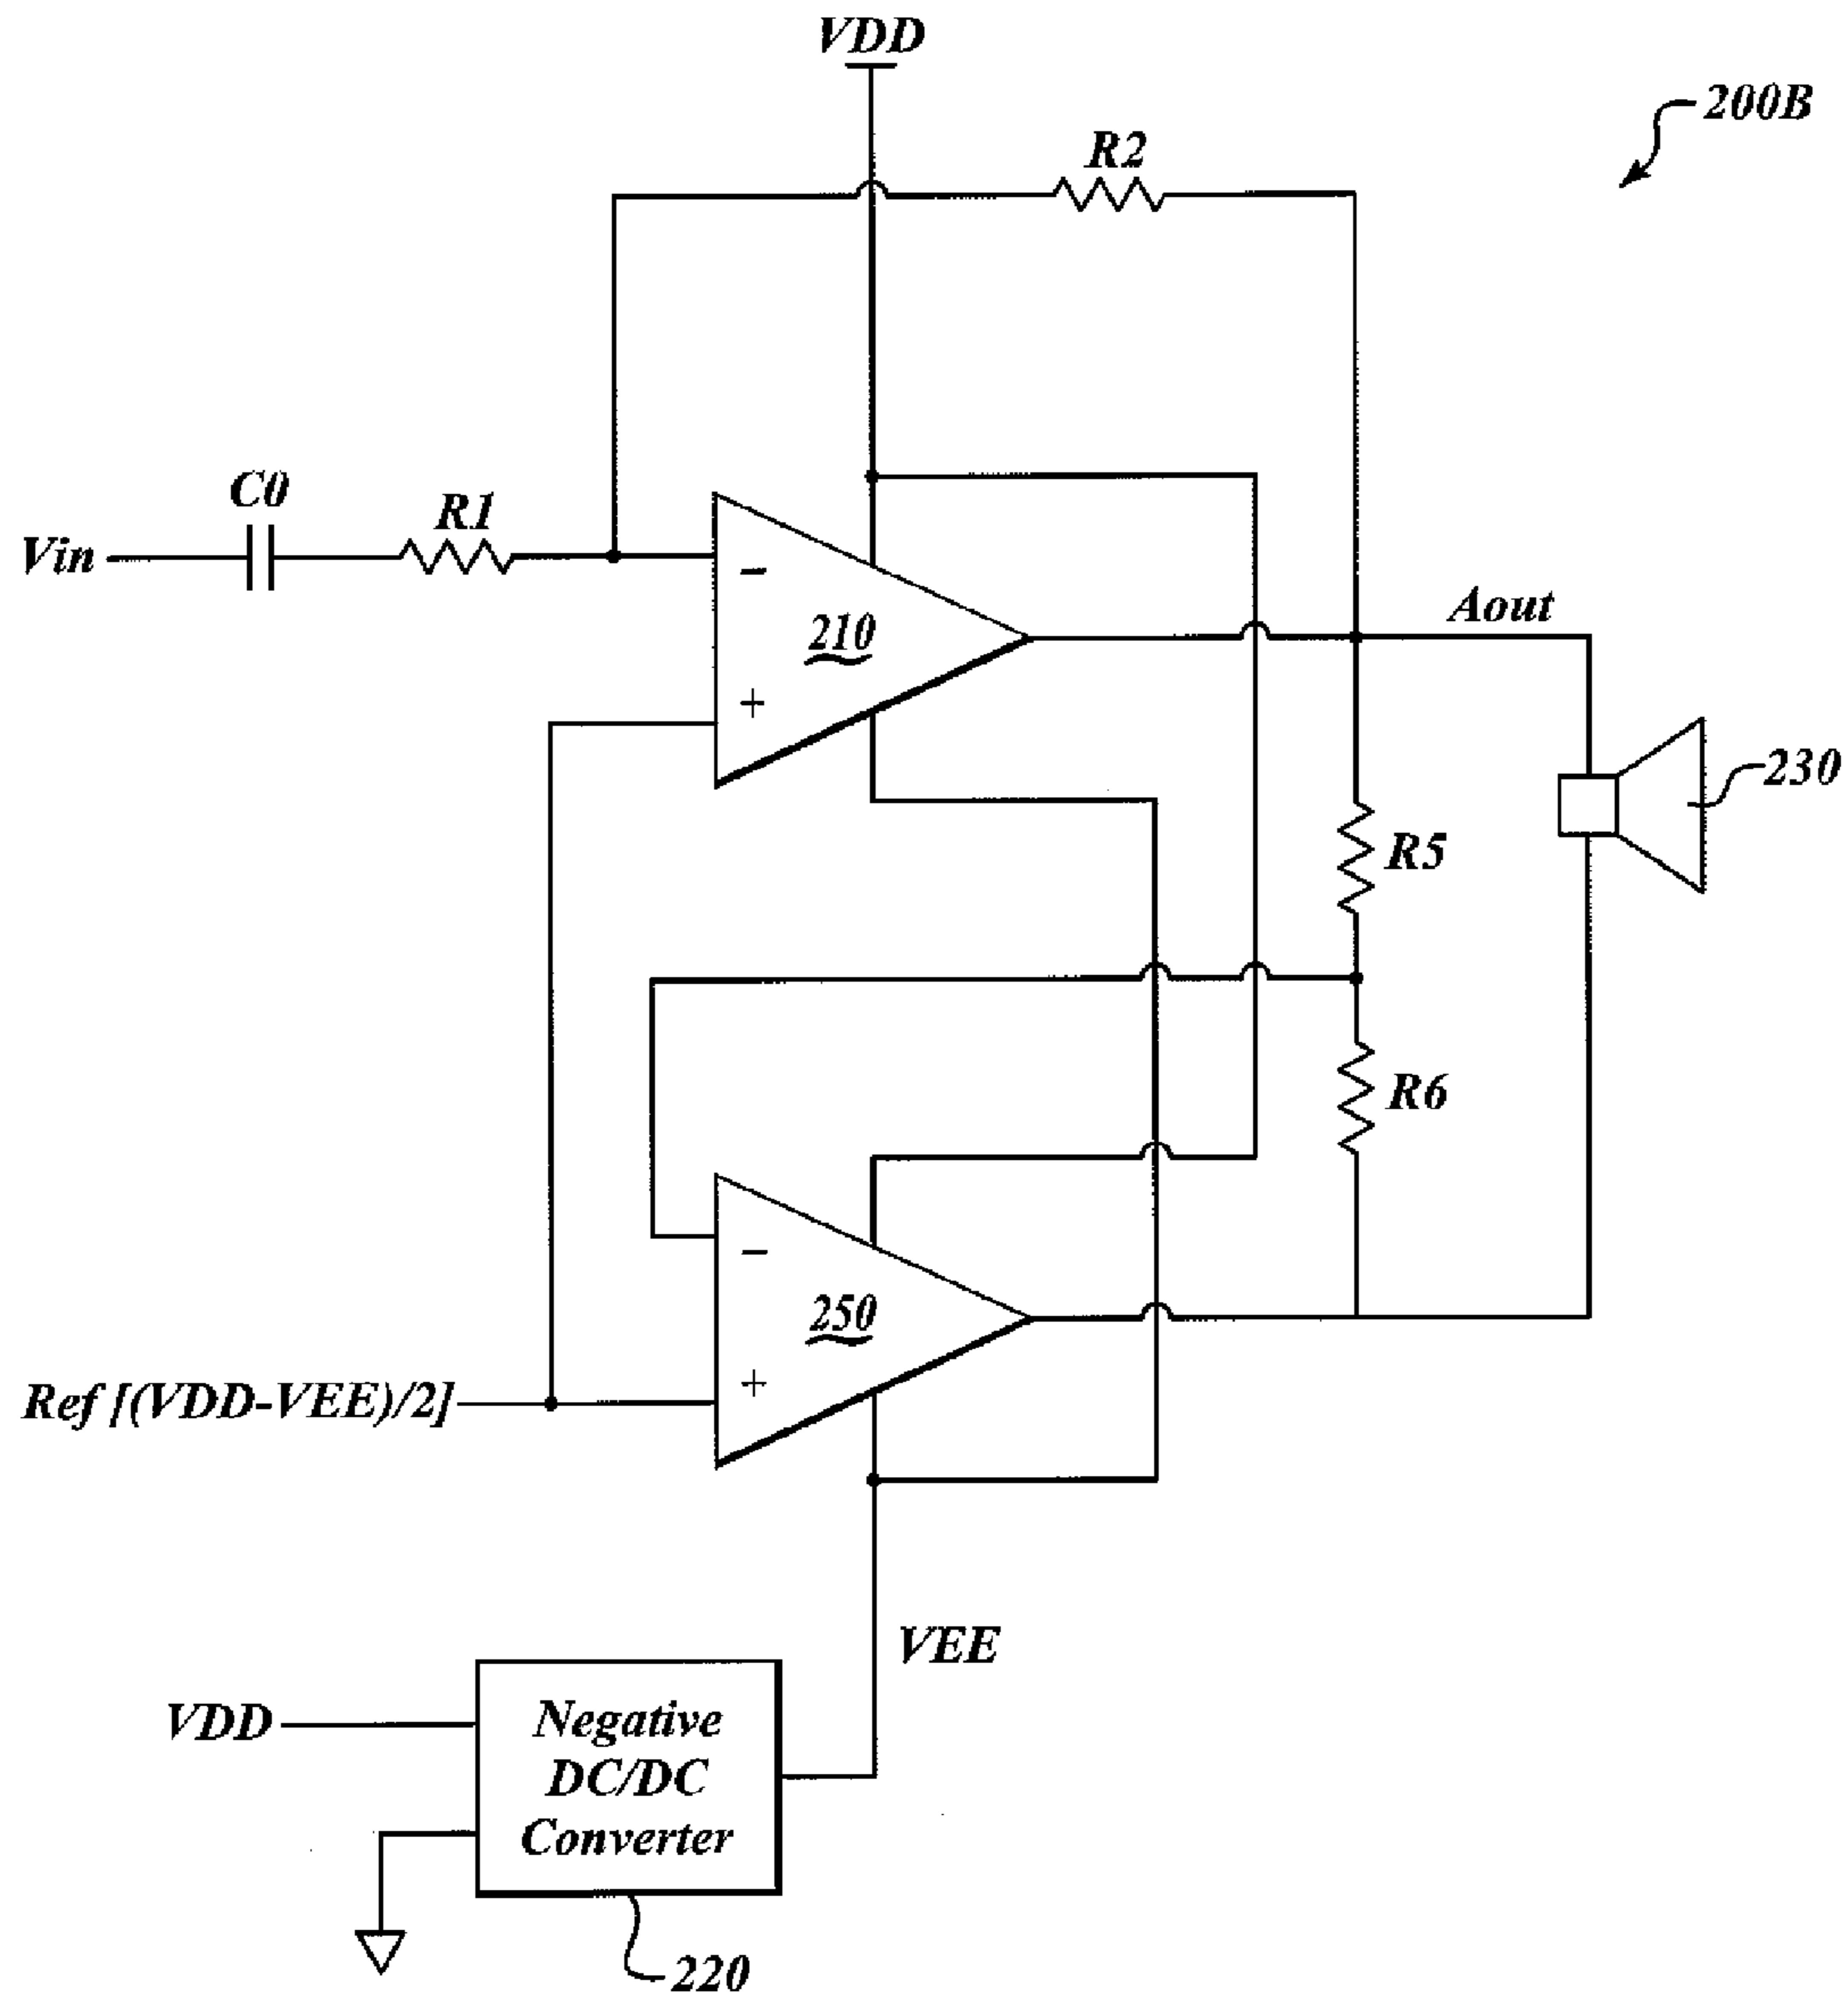 VDD
200B
R2
C0
R1
Vin
-
210
+
Aout
230
R5
R6
-
250
+
Ref [(VDD-VEE)/2]
VEE
VDD
Negative
DC/DC
Converter
220